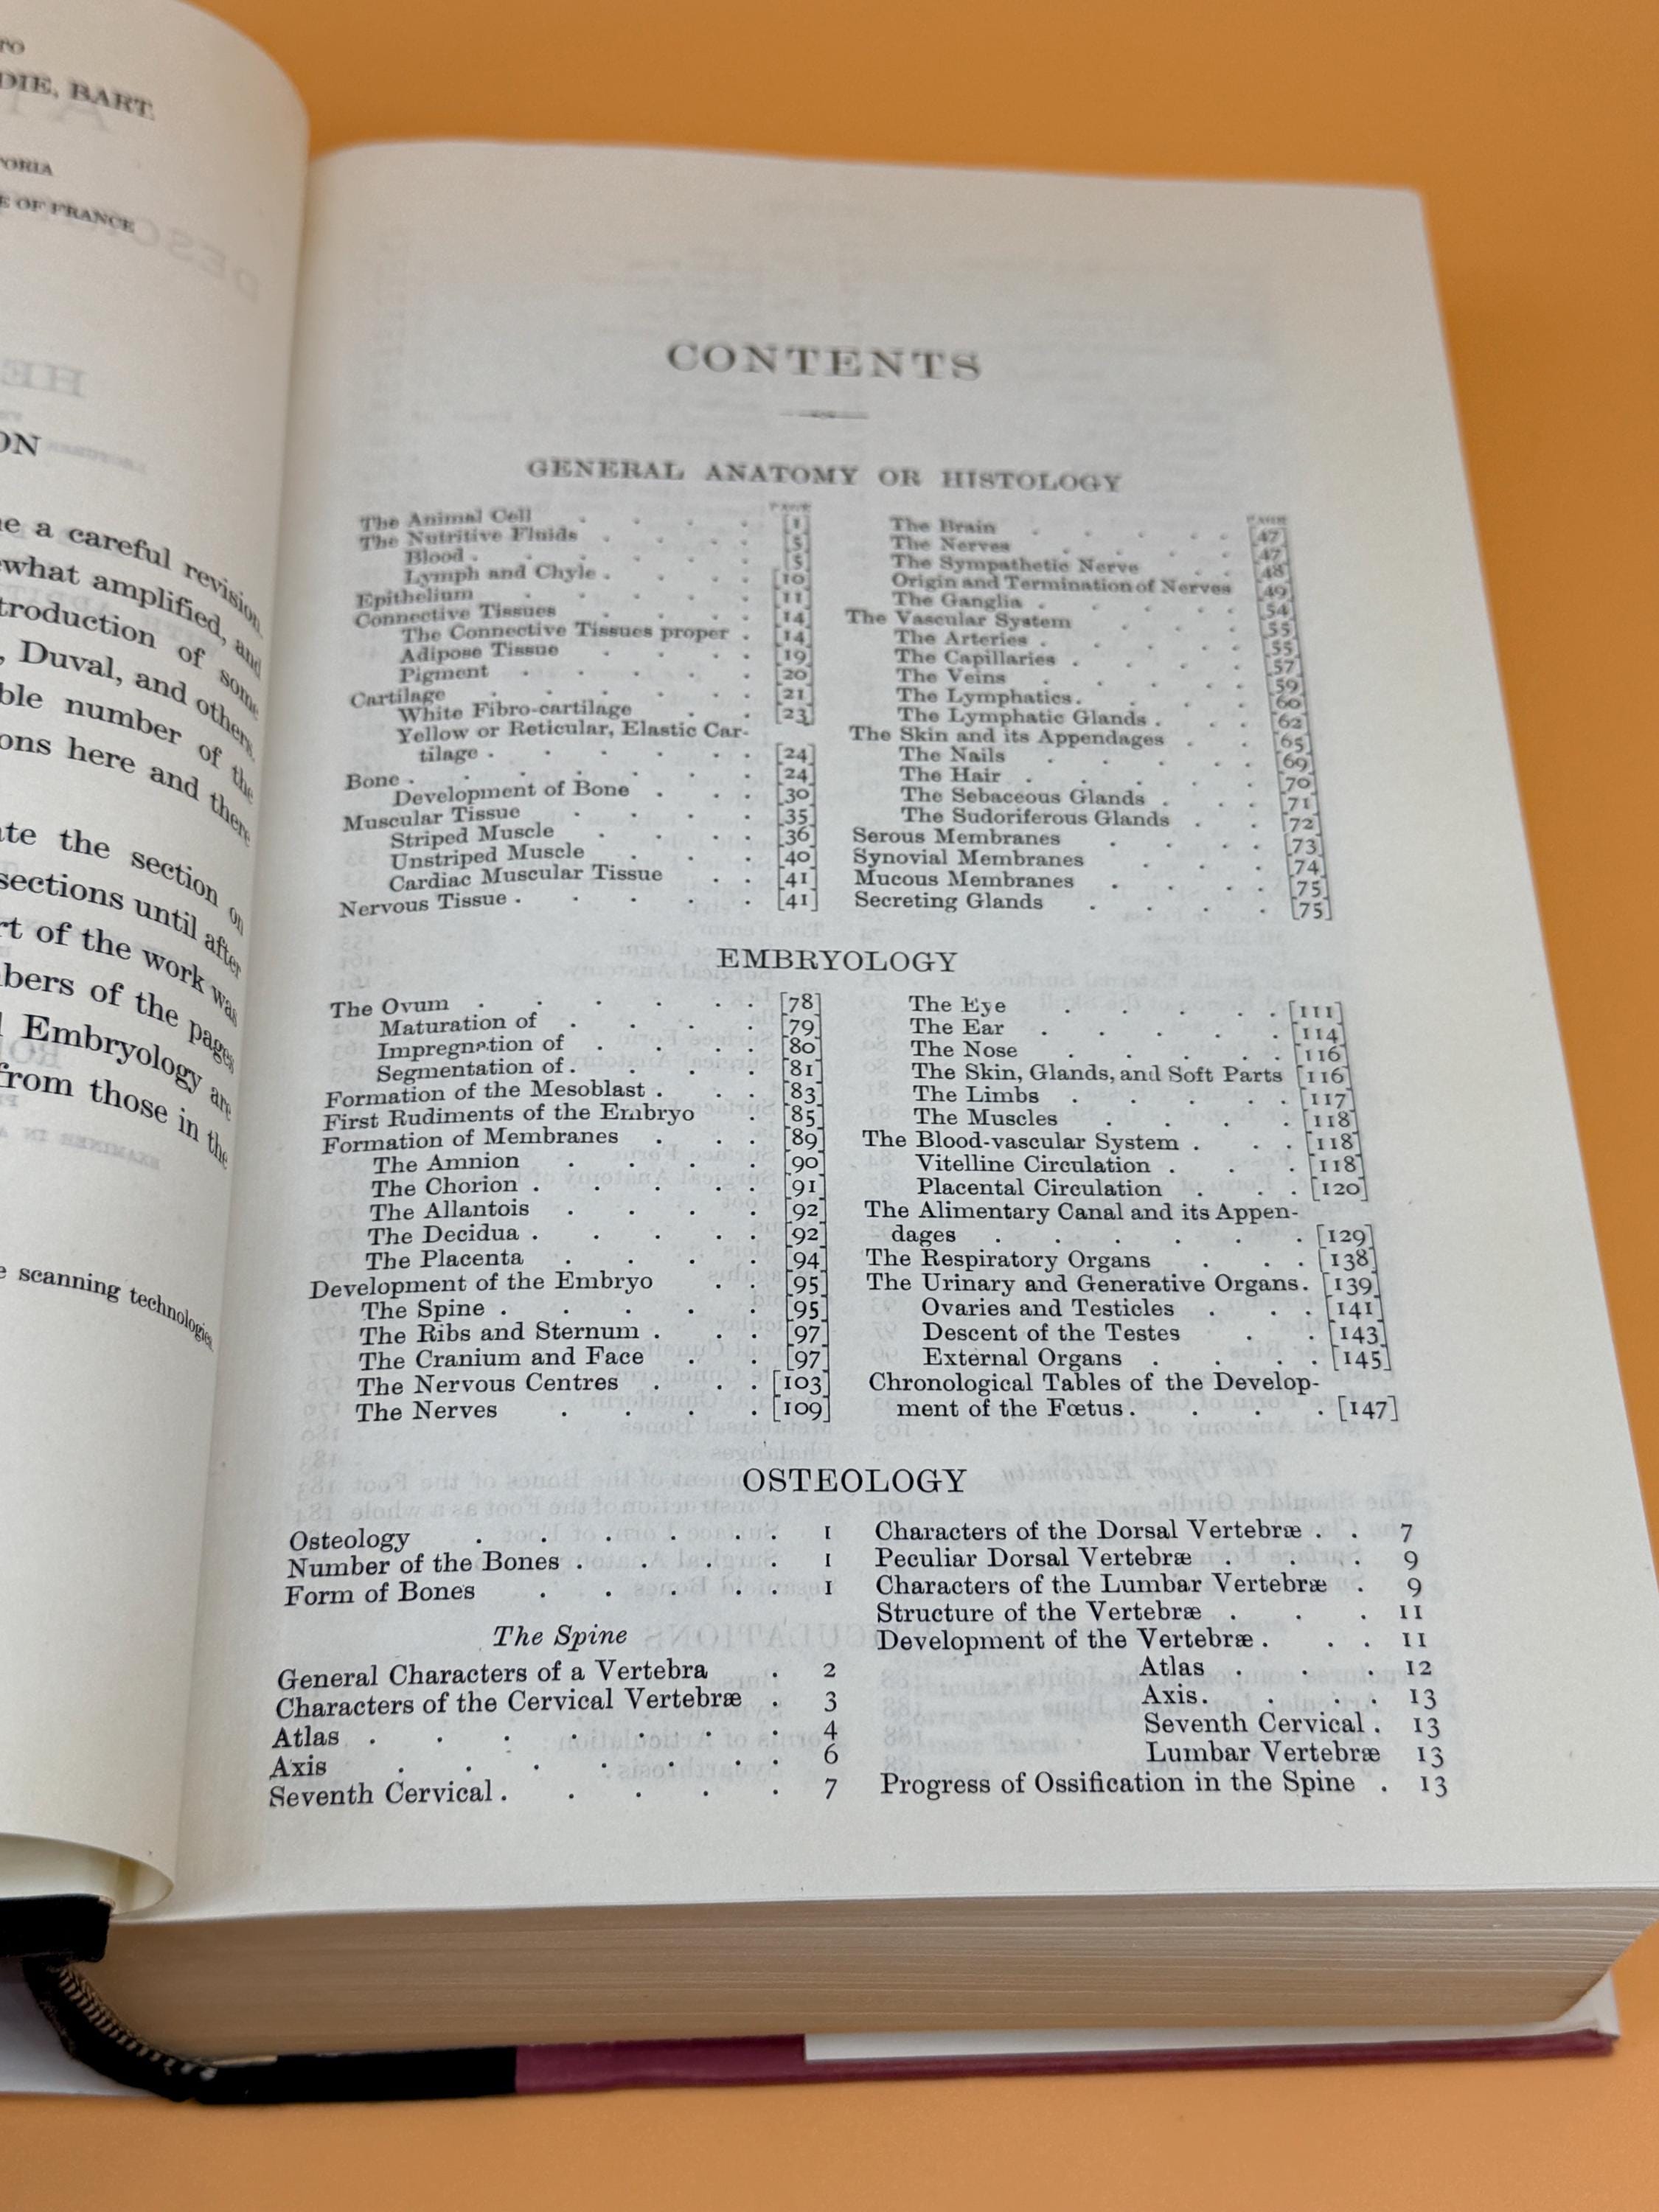 TO
DIE, BART.
E OF FRANCE
ON
e a careful revision.
what amplified, and
troduction of some
, Duval, and others.
ble number of the
ons here and there
te the section on
sections until after
rt of the work was
bers of the pages
Embryology are
from those in the
e scanning technologies.
CONTENTS
GENERAL ANATOMY OR HISTOLOGY
PAGE
The Animal Cell . . . . [1]
The Nutritive Fluids . . . . [5]
Blood . . . . . . [5]
Lymph and Chyle . . . . [10]
Epithelium . . . . . [11]
Connective Tissues . . . . [14]
The Connective Tissues proper . [14]
Adipose Tissue . . . . [19]
Pigment . . . . . [20]
Cartilage . . . . . [21]
White Fibro-cartilage . . [23]
Yellow or Reticular, Elastic Car-
tilage . . . . . [24]
Bone . . . . . . [24]
Development of Bone . . . [30]
Muscular Tissue . . . . [35]
Striped Muscle . . . . [36]
Unstriped Muscle . . . [40]
Cardiac Muscular Tissue . . [41]
Nervous Tissue . . . . . [41]
PAGE
The Brain . . . . . [47]
The Nerves . . . . . [47]
The Sympathetic Nerve . . [48]
Origin and Termination of Nerves [49]
The Ganglia . . . . . [54]
The Vascular System . . . . [55]
The Arteries . . . . . [55]
The Capillaries . . . . [57]
The Veins . . . . . [59]
The Lymphatics . . . . [60]
The Lymphatic Glands . . . [62]
The Skin and its Appendages . . [65]
The Nails . . . . . [69]
The Hair . . . . . [70]
The Sebaceous Glands . . . [71]
The Sudoriferous Glands . . [72]
Serous Membranes . . . . [73]
Synovial Membranes . . . . [74]
Mucous Membranes . . . . [75]
Secreting Glands . . . . [75]
EMBRYOLOGY
The Ovum . . . . . . [78]
Maturation of . . . . . [79]
Impregnation of . . . . [80]
Segmentation of . . . . . [81]
Formation of the Mesoblast . . . [83]
First Rudiments of the Embryo . [85]
Formation of Membranes . . . [89]
The Amnion . . . . . [90]
The Chorion . . . . . [91]
The Allantois . . . . [92]
The Decidua . . . . . [92]
The Placenta . . . . [94]
Development of the Embryo . . [95]
The Spine . . . . . [95]
The Ribs and Sternum . . . [97]
The Cranium and Face . . [97]
The Nervous Centres . . . [103]
The Nerves . . . . [109]
The Eye . . . . . [111]
The Ear . . . . . [114]
The Nose . . . . . [116]
The Skin, Glands, and Soft Parts [116]
The Limbs . . . . . [117]
The Muscles . . . . [118]
The Blood-vascular System . . . [118]
Vitelline Circulation . . . [118]
Placental Circulation . . . [120]
The Alimentary Canal and its Appen-
dages . . . . . . [129]
The Respiratory Organs . . . [138]
The Urinary and Generative Organs . [139]
Ovaries and Testicles . . . [141]
Descent of the Testes . . [143]
External Organs . . . . [145]
Chronological Tables of the Develop-
ment of the Fœtus . . . . [147]
OSTEOLOGY
Osteology . . . . . . 1
Number of the Bones . . . . 1
Form of Bones . . . . . 1
The Spine
General Characters of a Vertebra . 2
Characters of the Cervical Vertebræ . 3
Atlas . . . . . . . 4
Axis . . . . . . . 6
Seventh Cervical . . . . . 7
Characters of the Dorsal Vertebræ . . 7
Peculiar Dorsal Vertebræ . . . 9
Characters of the Lumbar Vertebræ . 9
Structure of the Vertebræ . . . 11
Development of the Vertebræ . . . 11
Atlas . . . 12
Axis . . . . 13
Seventh Cervical . 13
Lumbar Vertebræ 13
Progress of Ossification in the Spine . 13